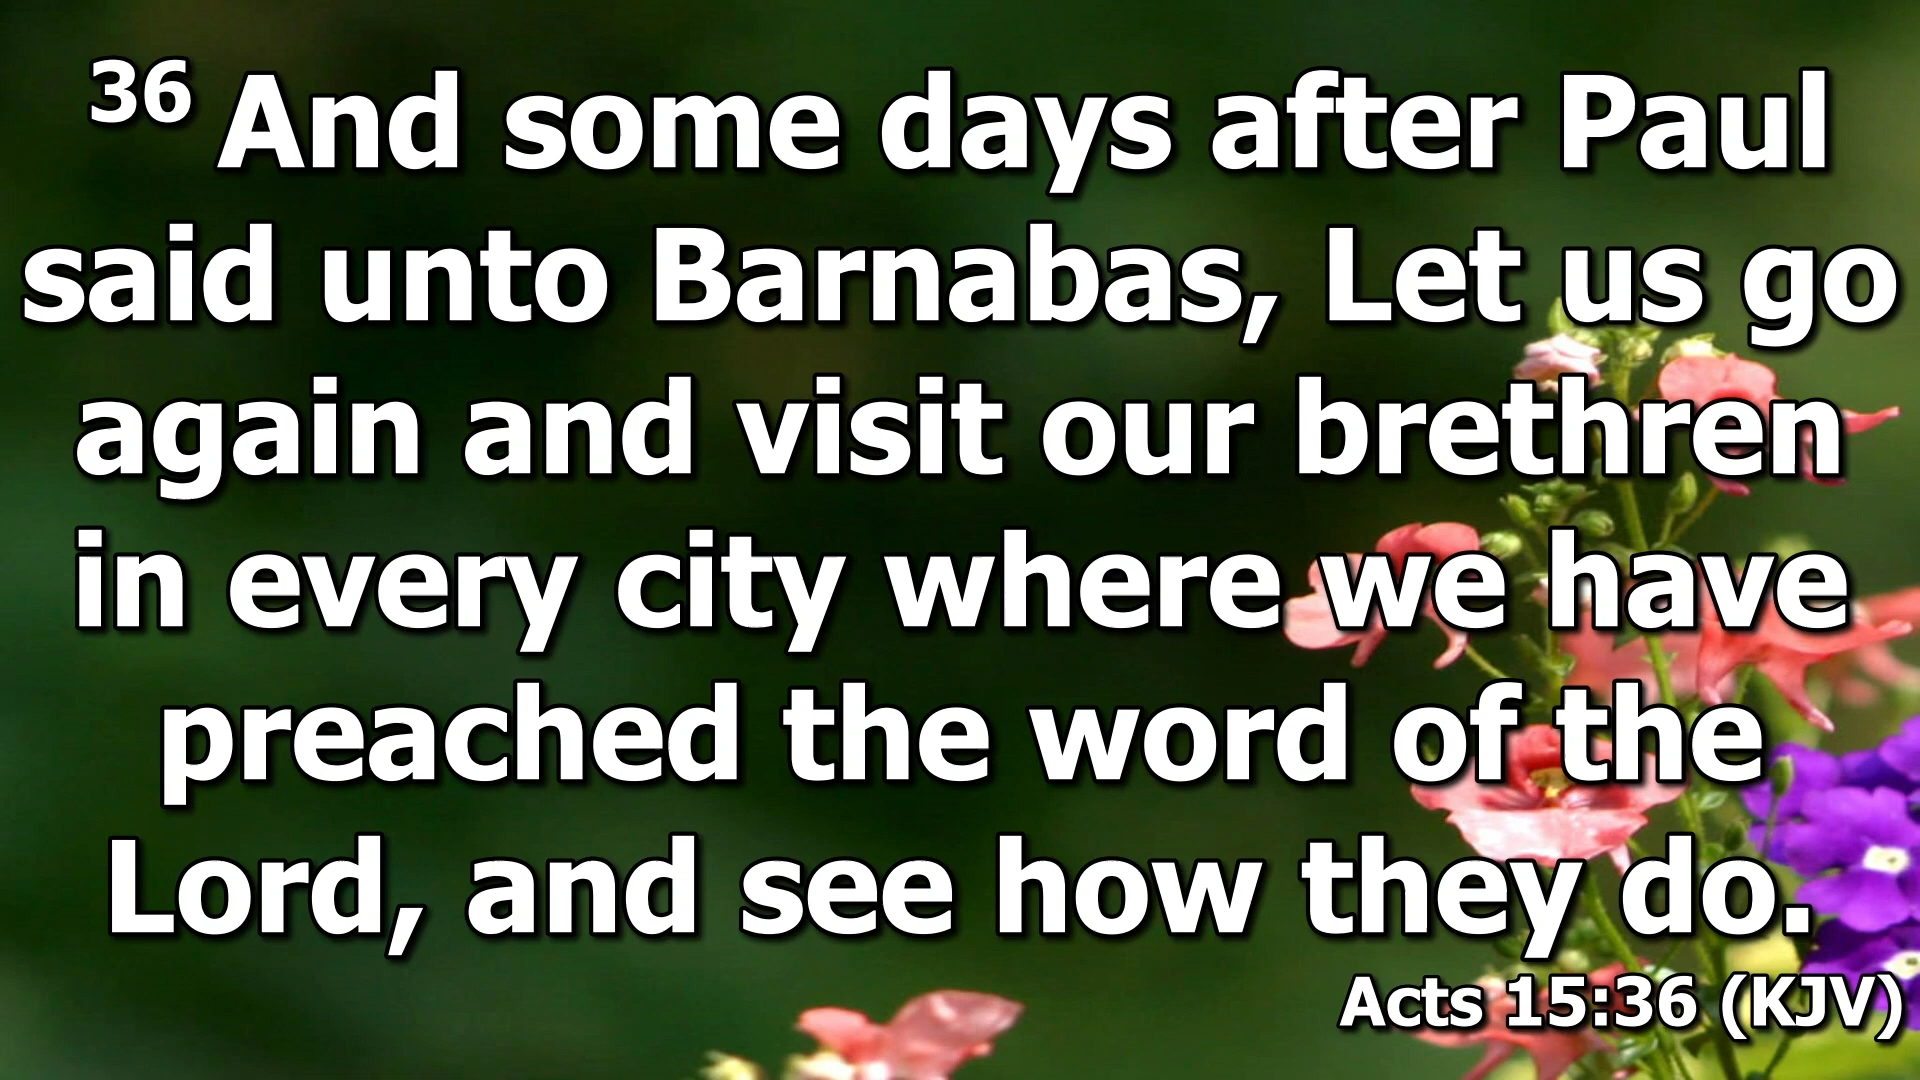 36 And some days after Paul
said unto Barnabas, Let us go
again and visit our brethren
in every city where we have
preached the word of the
Lord, and see how they do.
Acts 15:36 (KJV)